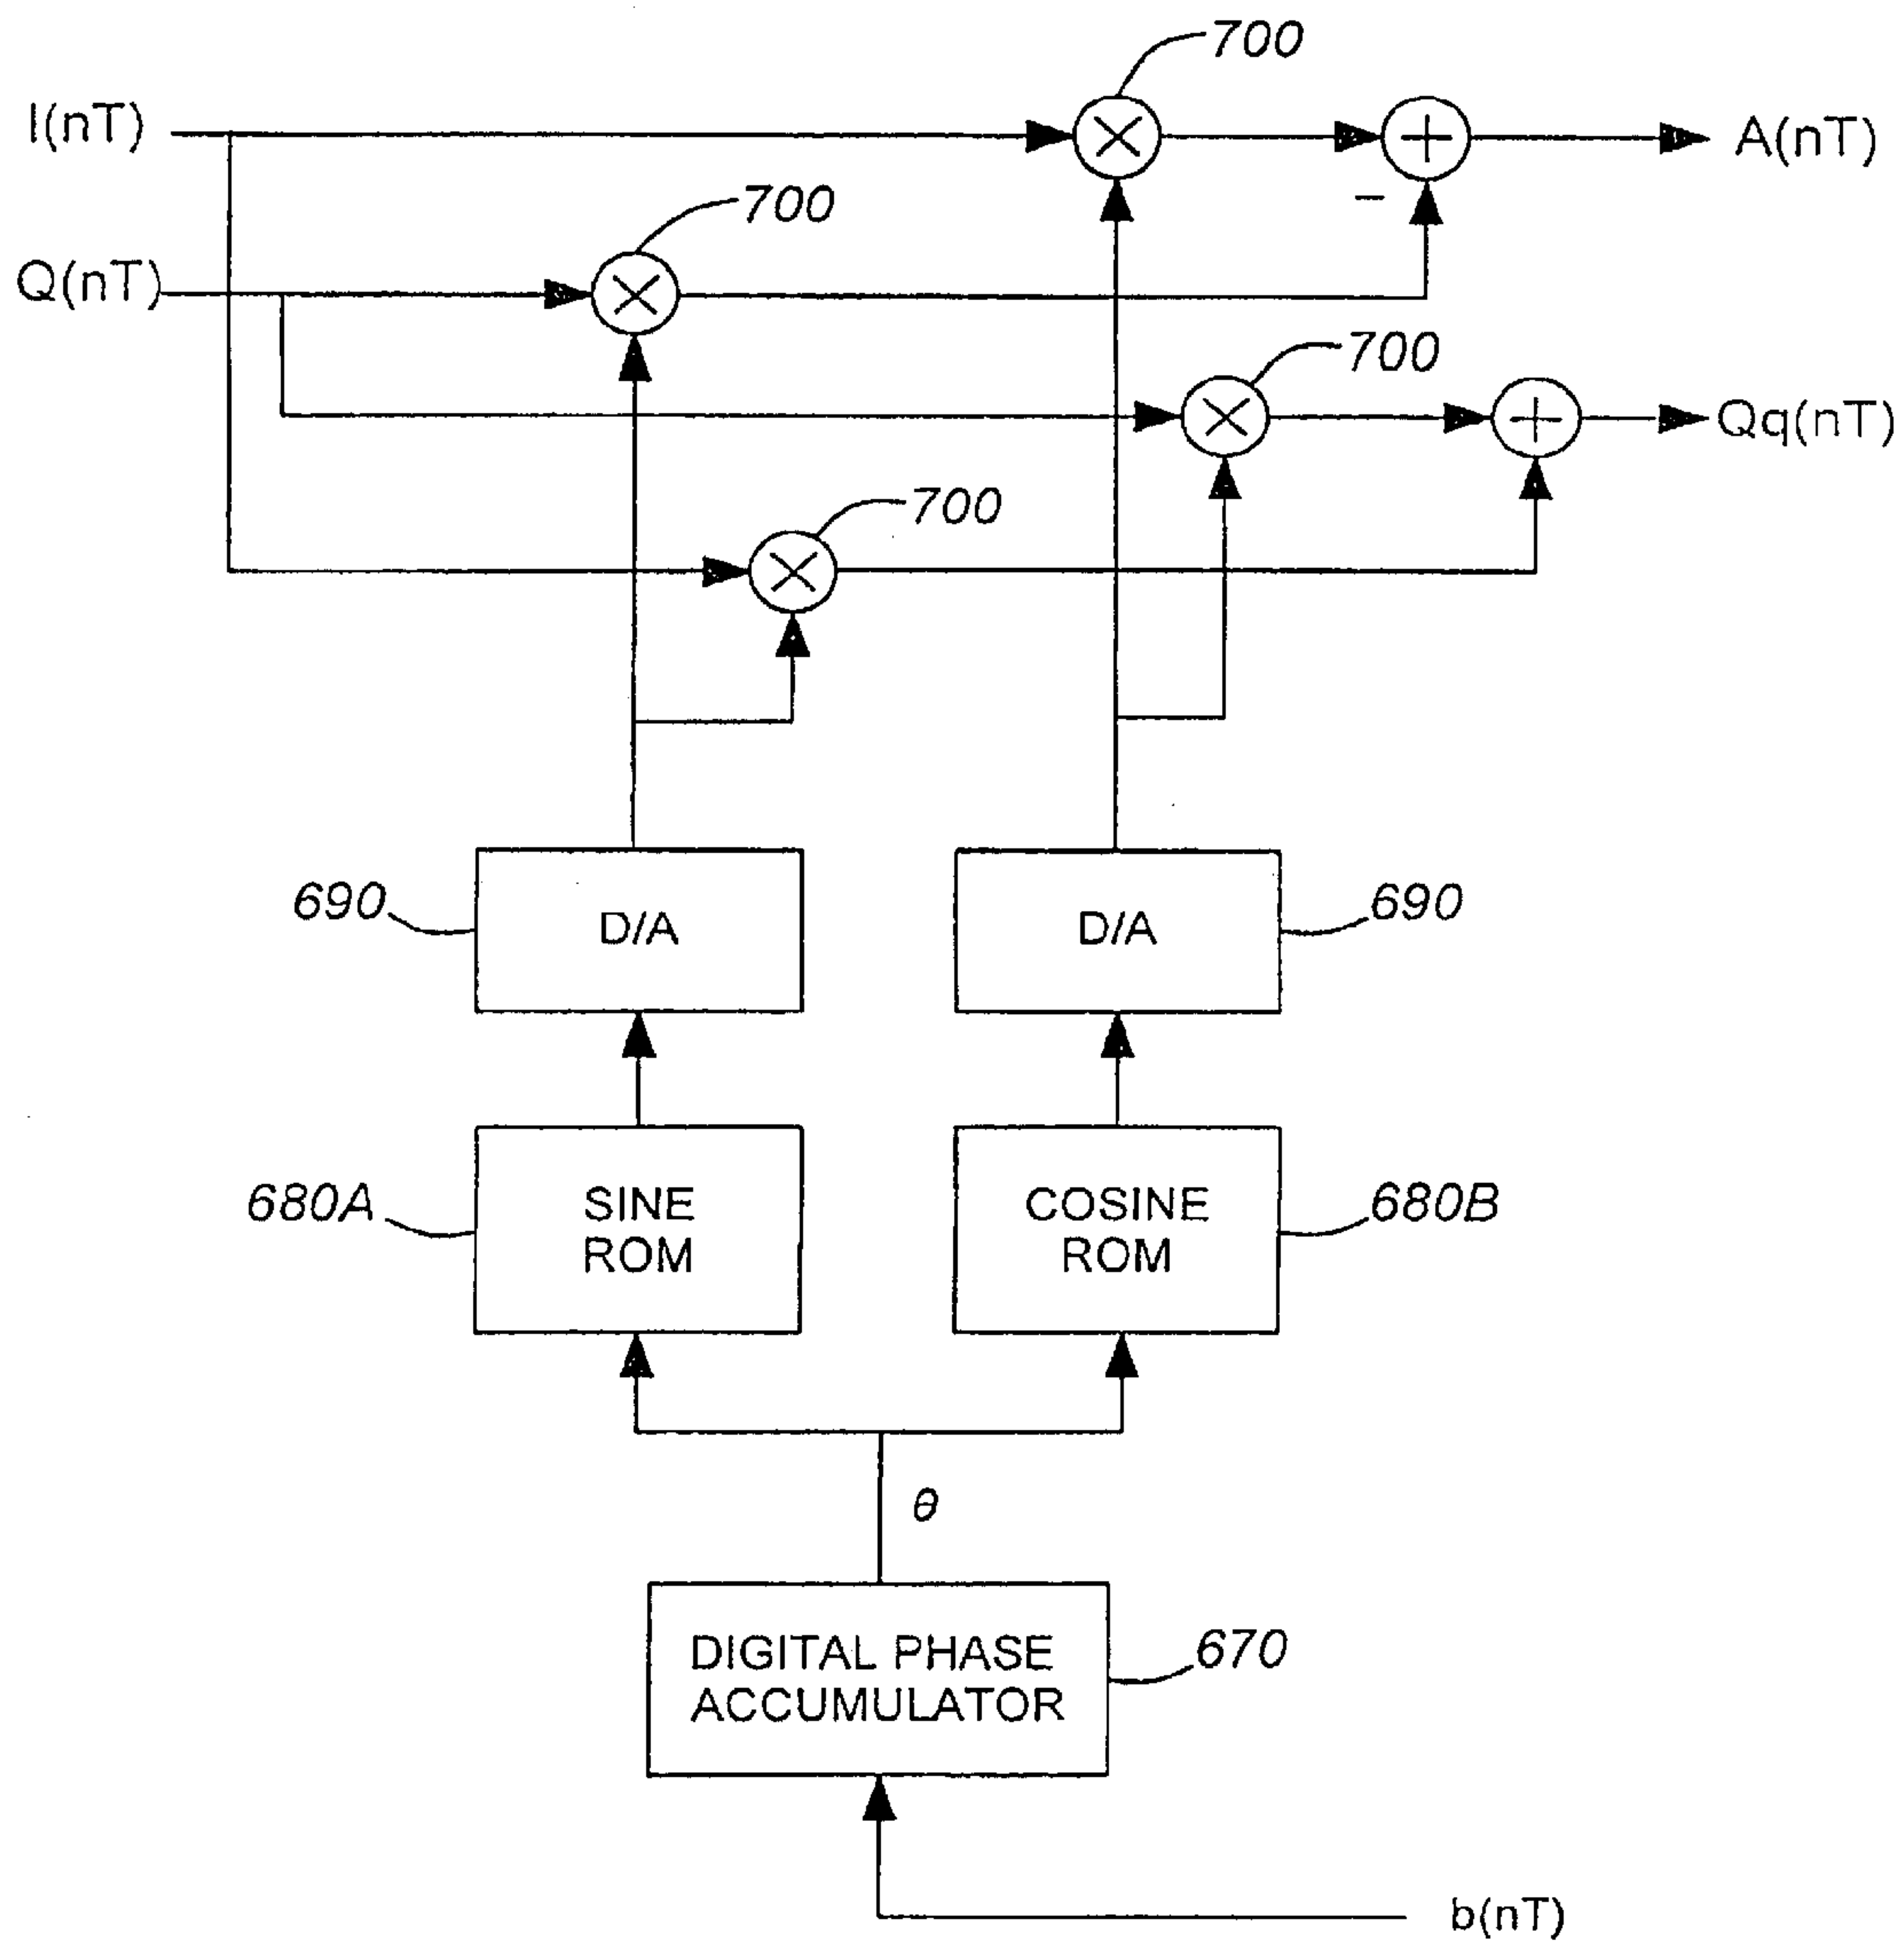 700
I(nT)
A(nT)
–
700
Q(nT)
700
Qq(nT)
700
690
D/A
D/A
690
680A
SINE
ROM
COSINE
ROM
680B
θ
DIGITAL PHASE
ACCUMULATOR
670
b(nT)